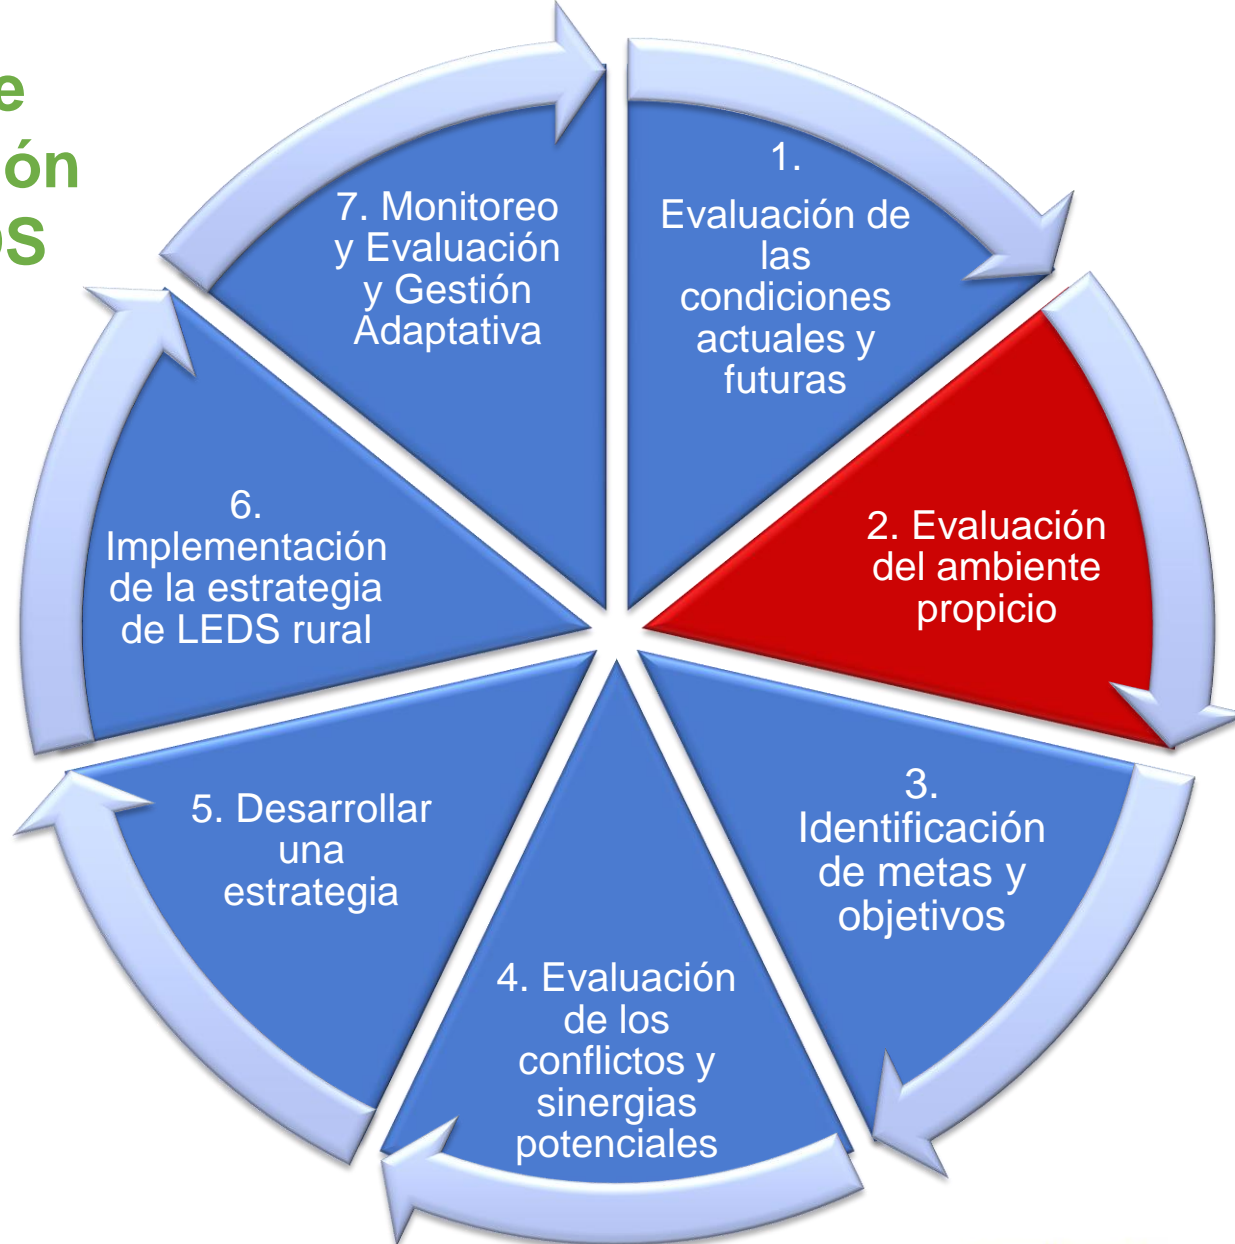 e
ón
OS
1.
Evaluación de
las
condiciones
actuales y
futuras
2. Evaluación
del ambiente
propicio
3.
Identificación
de metas y
objetivos
4. Evaluación
de los
conflictos y
sinergias
potenciales
5. Desarrollar
una
estrategia
6.
Implementación
de la estrategia
de LEDS rural
7. Monitoreo
y Evaluación
y Gestión
Adaptativa